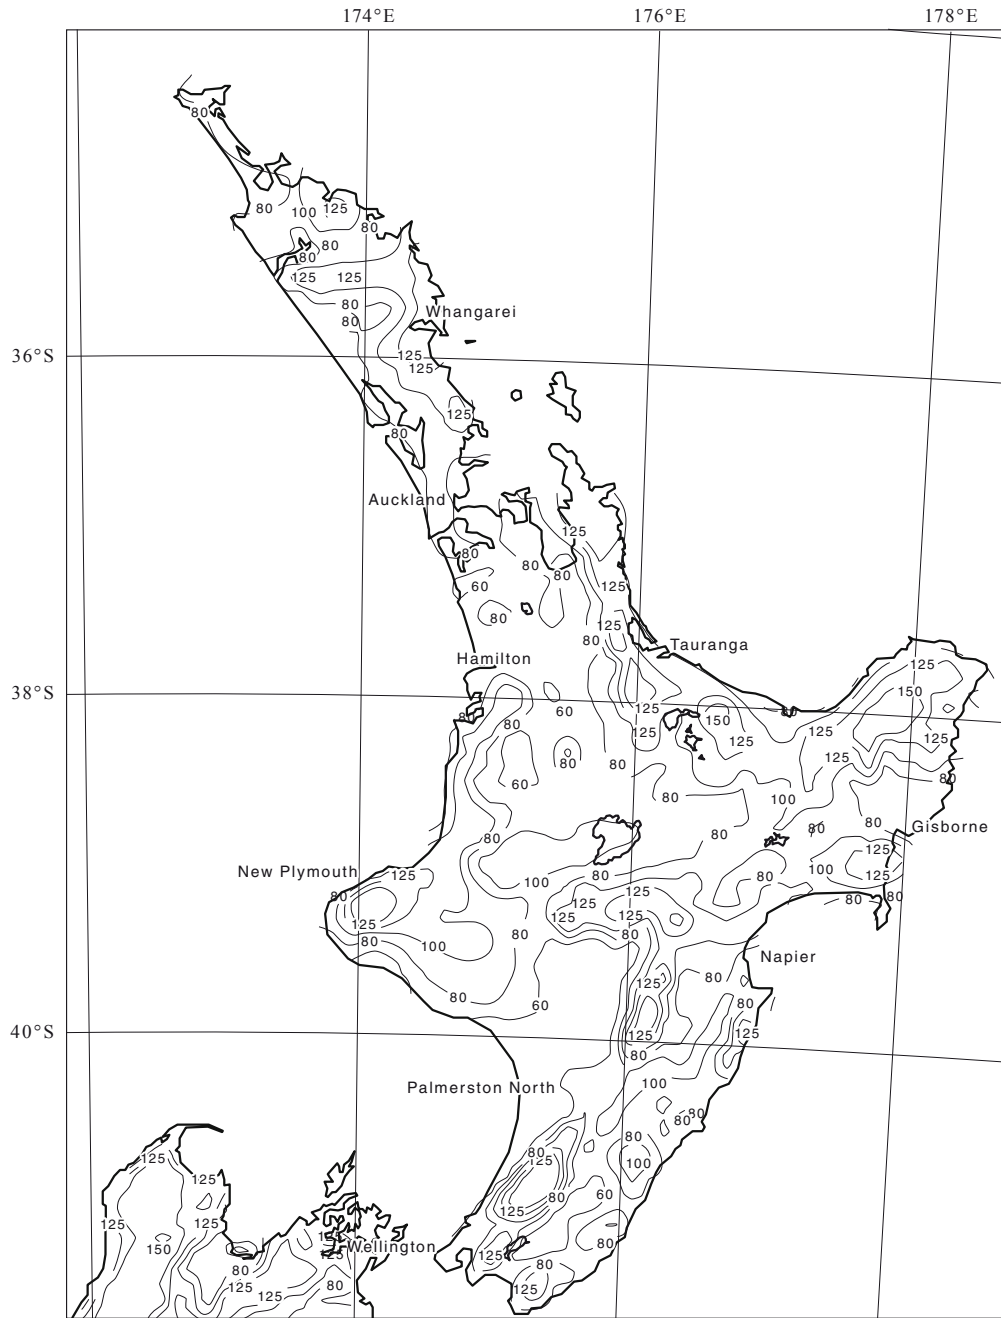 174°E 176°E 178°E
80
80 100 125
80
80
80
125 125
80
80 Whangarei
36°S 125
125
125
80
Auckland
125
80 80 80
60 125
80
125
80 Tauranga
Hamilton
125
38°S 150
60 125 150
80 80 125 125
125 125
125
80 80 60 80
80 100
80 80 80 Gisborne
125
New Plymouth 125 100 80 80 100 125
80 125 125 80 80
125 125 125
80 100 80 80
Napier
125 80
80 60 80
40°S 125 125
80
Palmerston North 100
80 80
80
80
125 125 100
125 80 60
125 125 125
150 Wellington 125 80
125
80 80
125 80 125
125